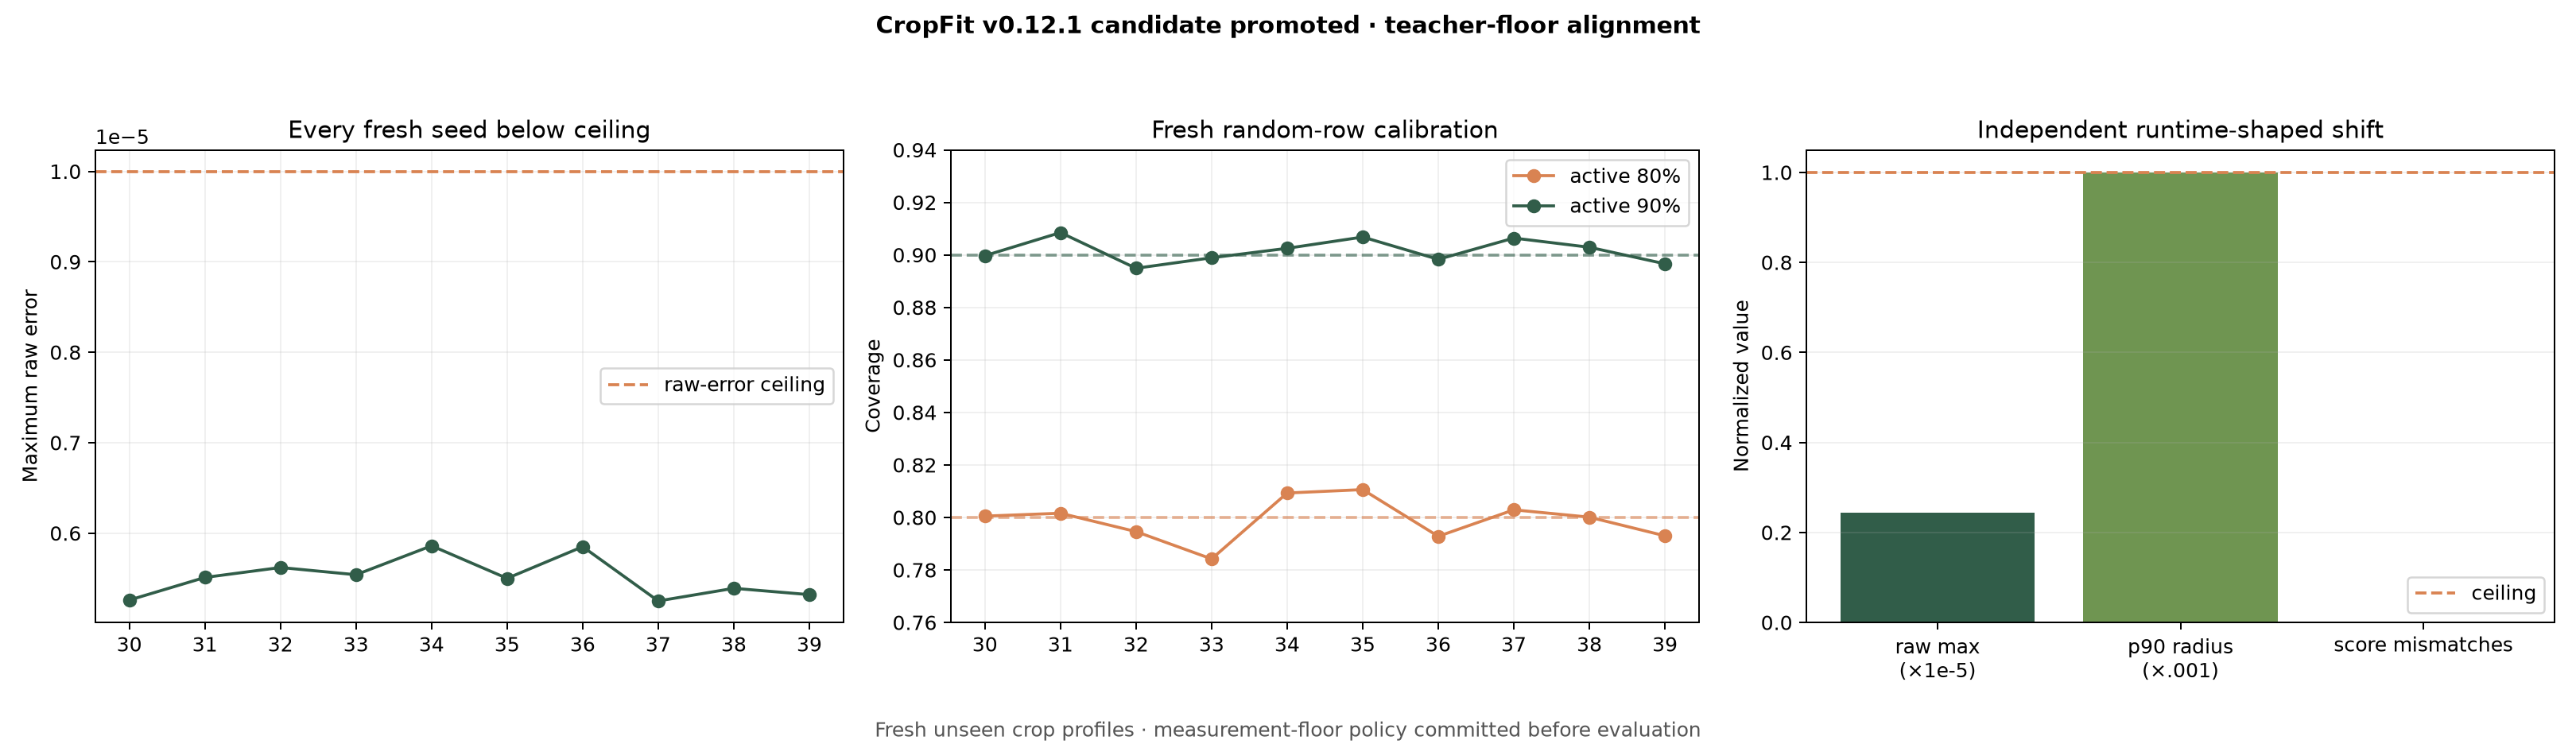 CropFit v0.12.1 candidate promoted · teacher-floor alignment
Every fresh seed below ceiling
1e−5
Maximum raw error
1.0
0.9
0.8
0.7
0.6
raw-error ceiling
30 31 32 33 34 35 36 37 38 39
Fresh random-row calibration
Coverage
0.94
0.92
0.90
0.88
0.86
0.84
0.82
0.80
0.78
0.76
active 80%
active 90%
30 31 32 33 34 35 36 37 38 39
Independent runtime-shaped shift
Normalized value
1.0
0.8
0.6
0.4
0.2
0.0
ceiling
raw max
(×1e-5)
p90 radius
(×.001)
score mismatches
Fresh unseen crop profiles · measurement-floor policy committed before evaluation